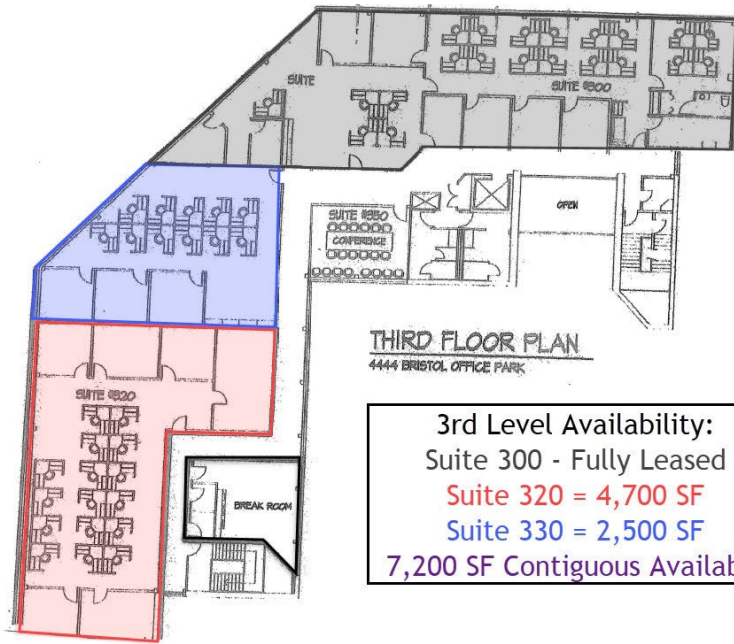 SUITE
SUITE #300
SUITE #350
CONFERENCE
OPEN
THIRD FLOOR PLAN
4444 BRISTOL OFFICE PARK
SUITE #320
BREAK ROOM
3rd Level Availability:
Suite 300 - Fully Leased
Suite 320 = 4,700 SF
Suite 330 = 2,500 SF
7,200 SF Contiguous Availab